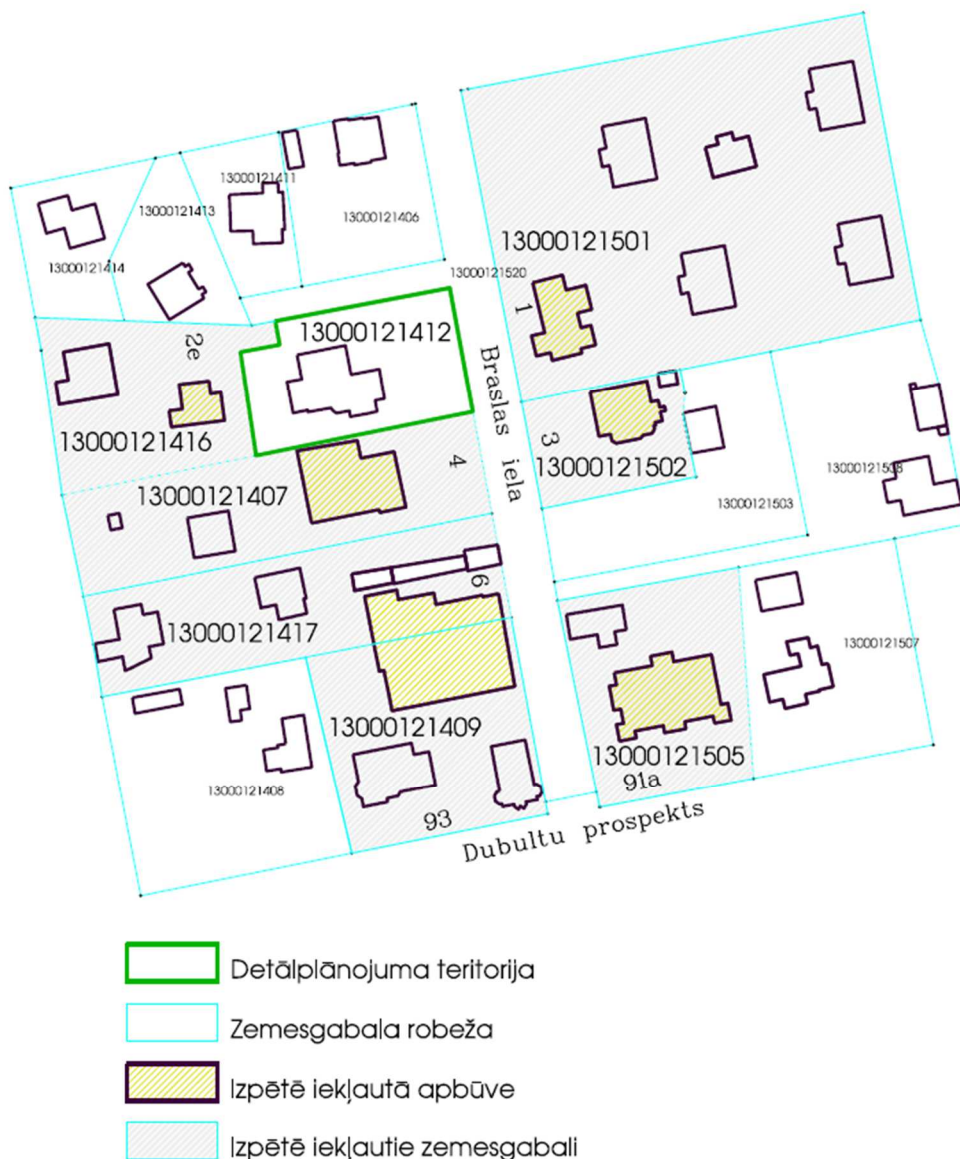 13000121411
13000121413
13000121406
13000121414
13000121501
13000121520
1
13000121412
2e
Braslas iela
3
13000121416
4
13000121502
13000121407
13000121503
6
13000121417
13000121507
13000121409
13000121505
13000121408
91a
93
Dubultu prospekts
Detālplānojuma teritorija
Zemesgabala robeža
Izpētē iekļautā apbūve
Izpētē iekļautie zemesgabali